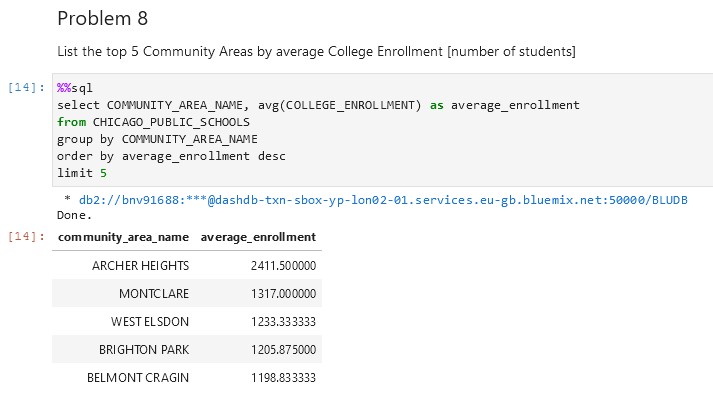 Problem 8
List the top 5 Community Areas by average College Enrollment [number of students]
[14]: %%sql
select COMMUNITY_AREA_NAME, avg(COLLEGE_ENROLLMENT) as average_enrollment
from CHICAGO_PUBLIC_SCHOOLS
group by COMMUNITY_AREA_NAME
order by average_enrollment desc
limit 5
* db2://bnv91688:***@dashdb-txn-sbox-yp-lon02-01.services.eu-gb.bluemix.net:50000/BLUDB
Done.
[14]: community_area_name average_enrollment
ARCHER HEIGHTS 2411.500000
MONTCLARE 1317.000000
WEST ELSDON 1233.333333
BRIGHTON PARK 1205.875000
BELMONT CRAGIN 1198.833333